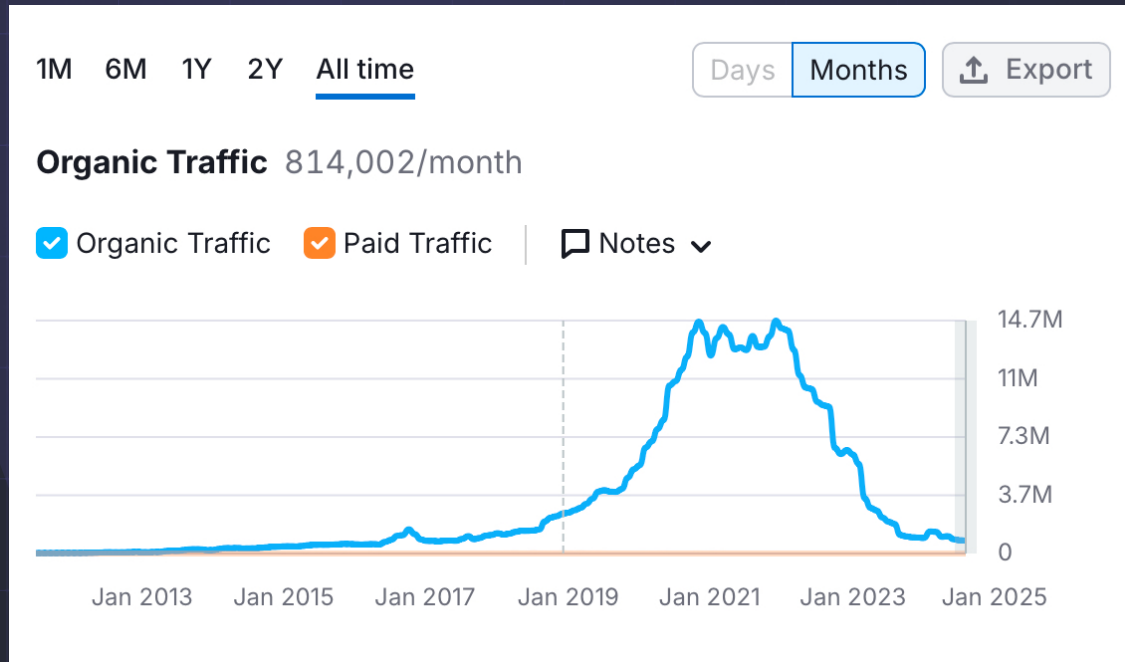 1M 6M 1Y 2Y All time Days Months Export
Organic Traffic 814,002/month
Organic Traffic Paid Traffic Notes
14.7M
11M
7.3M
3.7M
0
Jan 2013 Jan 2015 Jan 2017 Jan 2019 Jan 2021 Jan 2023 Jan 2025